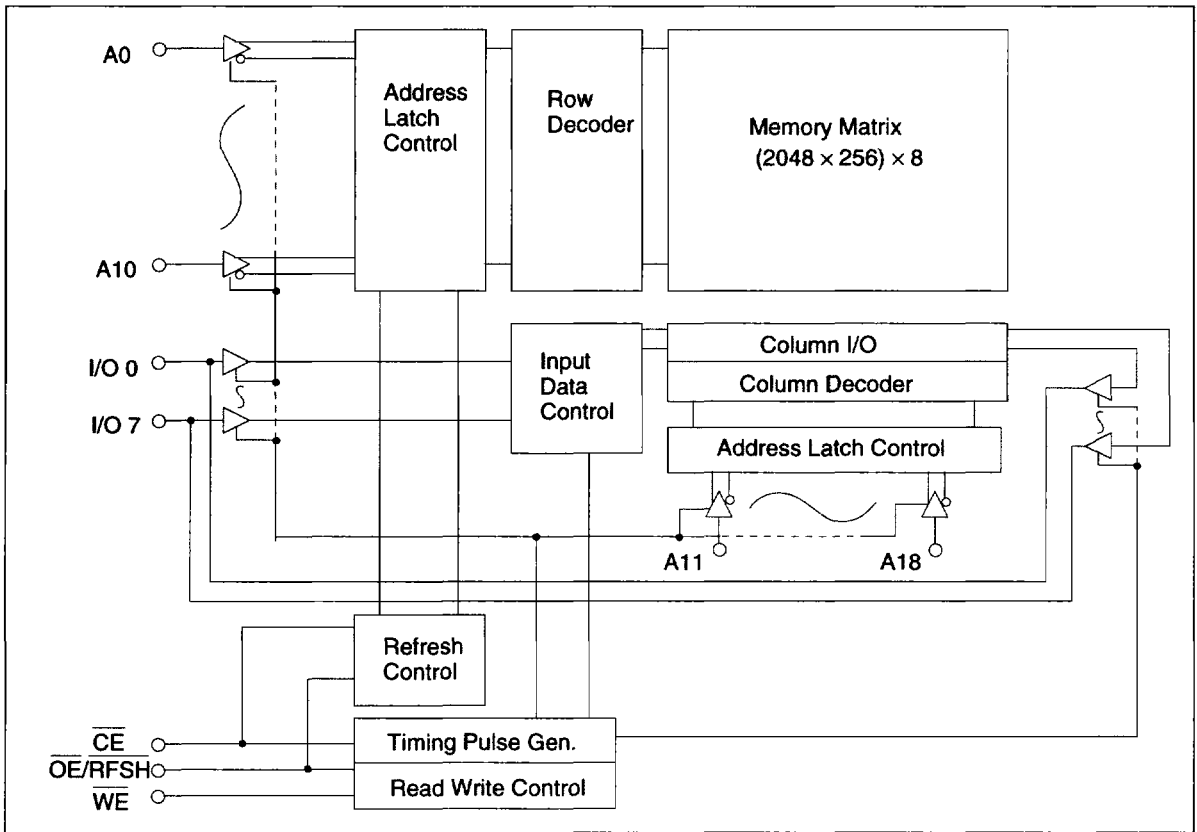 A0
Address
Latch
Control
Row
Decoder
Memory Matrix
(2048 × 256) × 8
A10
I/O 0
I/O 7
Input
Data
Control
Column I/O
Column Decoder
Address Latch Control
A11
A18
Refresh
Control
CE
OE/RFSH
WE
Timing Pulse Gen.
Read Write Control